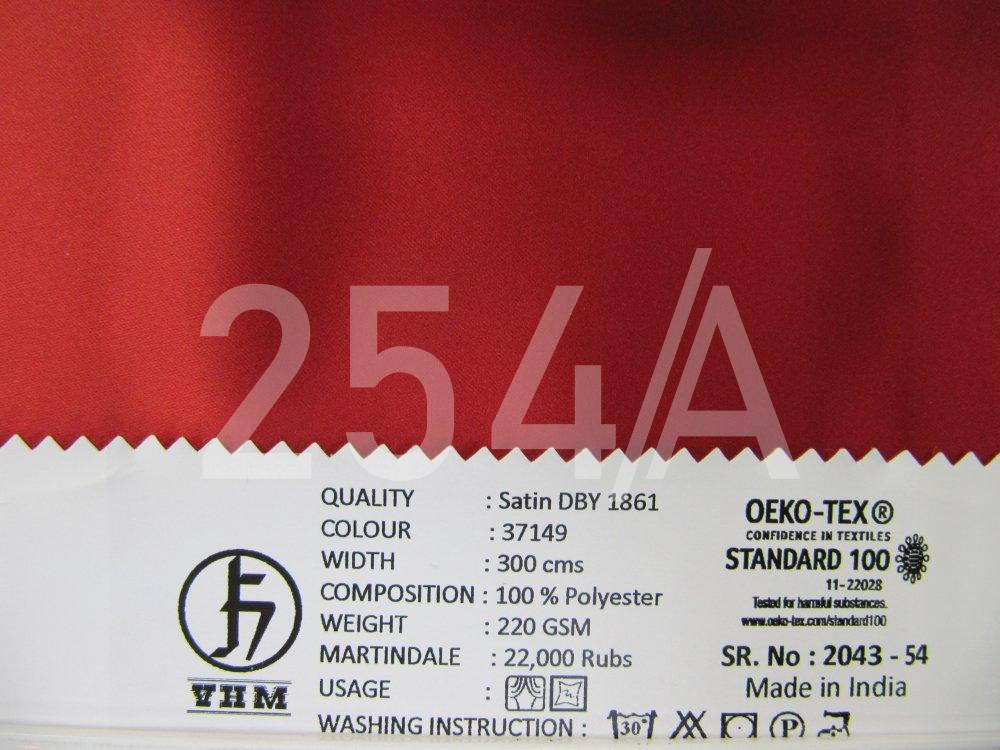 254/A
QUALITY : Satin DBY 1861
COLOUR : 37149
WIDTH : 300 cms
COMPOSITION : 100 % Polyester
WEIGHT : 220 GSM
MARTINDALE : 22,000 Rubs
USAGE :
WASHING INSTRUCTION : 30° P
VHM
OEKO-TEX®
CONFIDENCE IN TEXTILES
STANDARD 100
11-22028
Tested for harmful substances.
www.oeko-tex.com/standard100
SR. No : 2043 - 54
Made in India